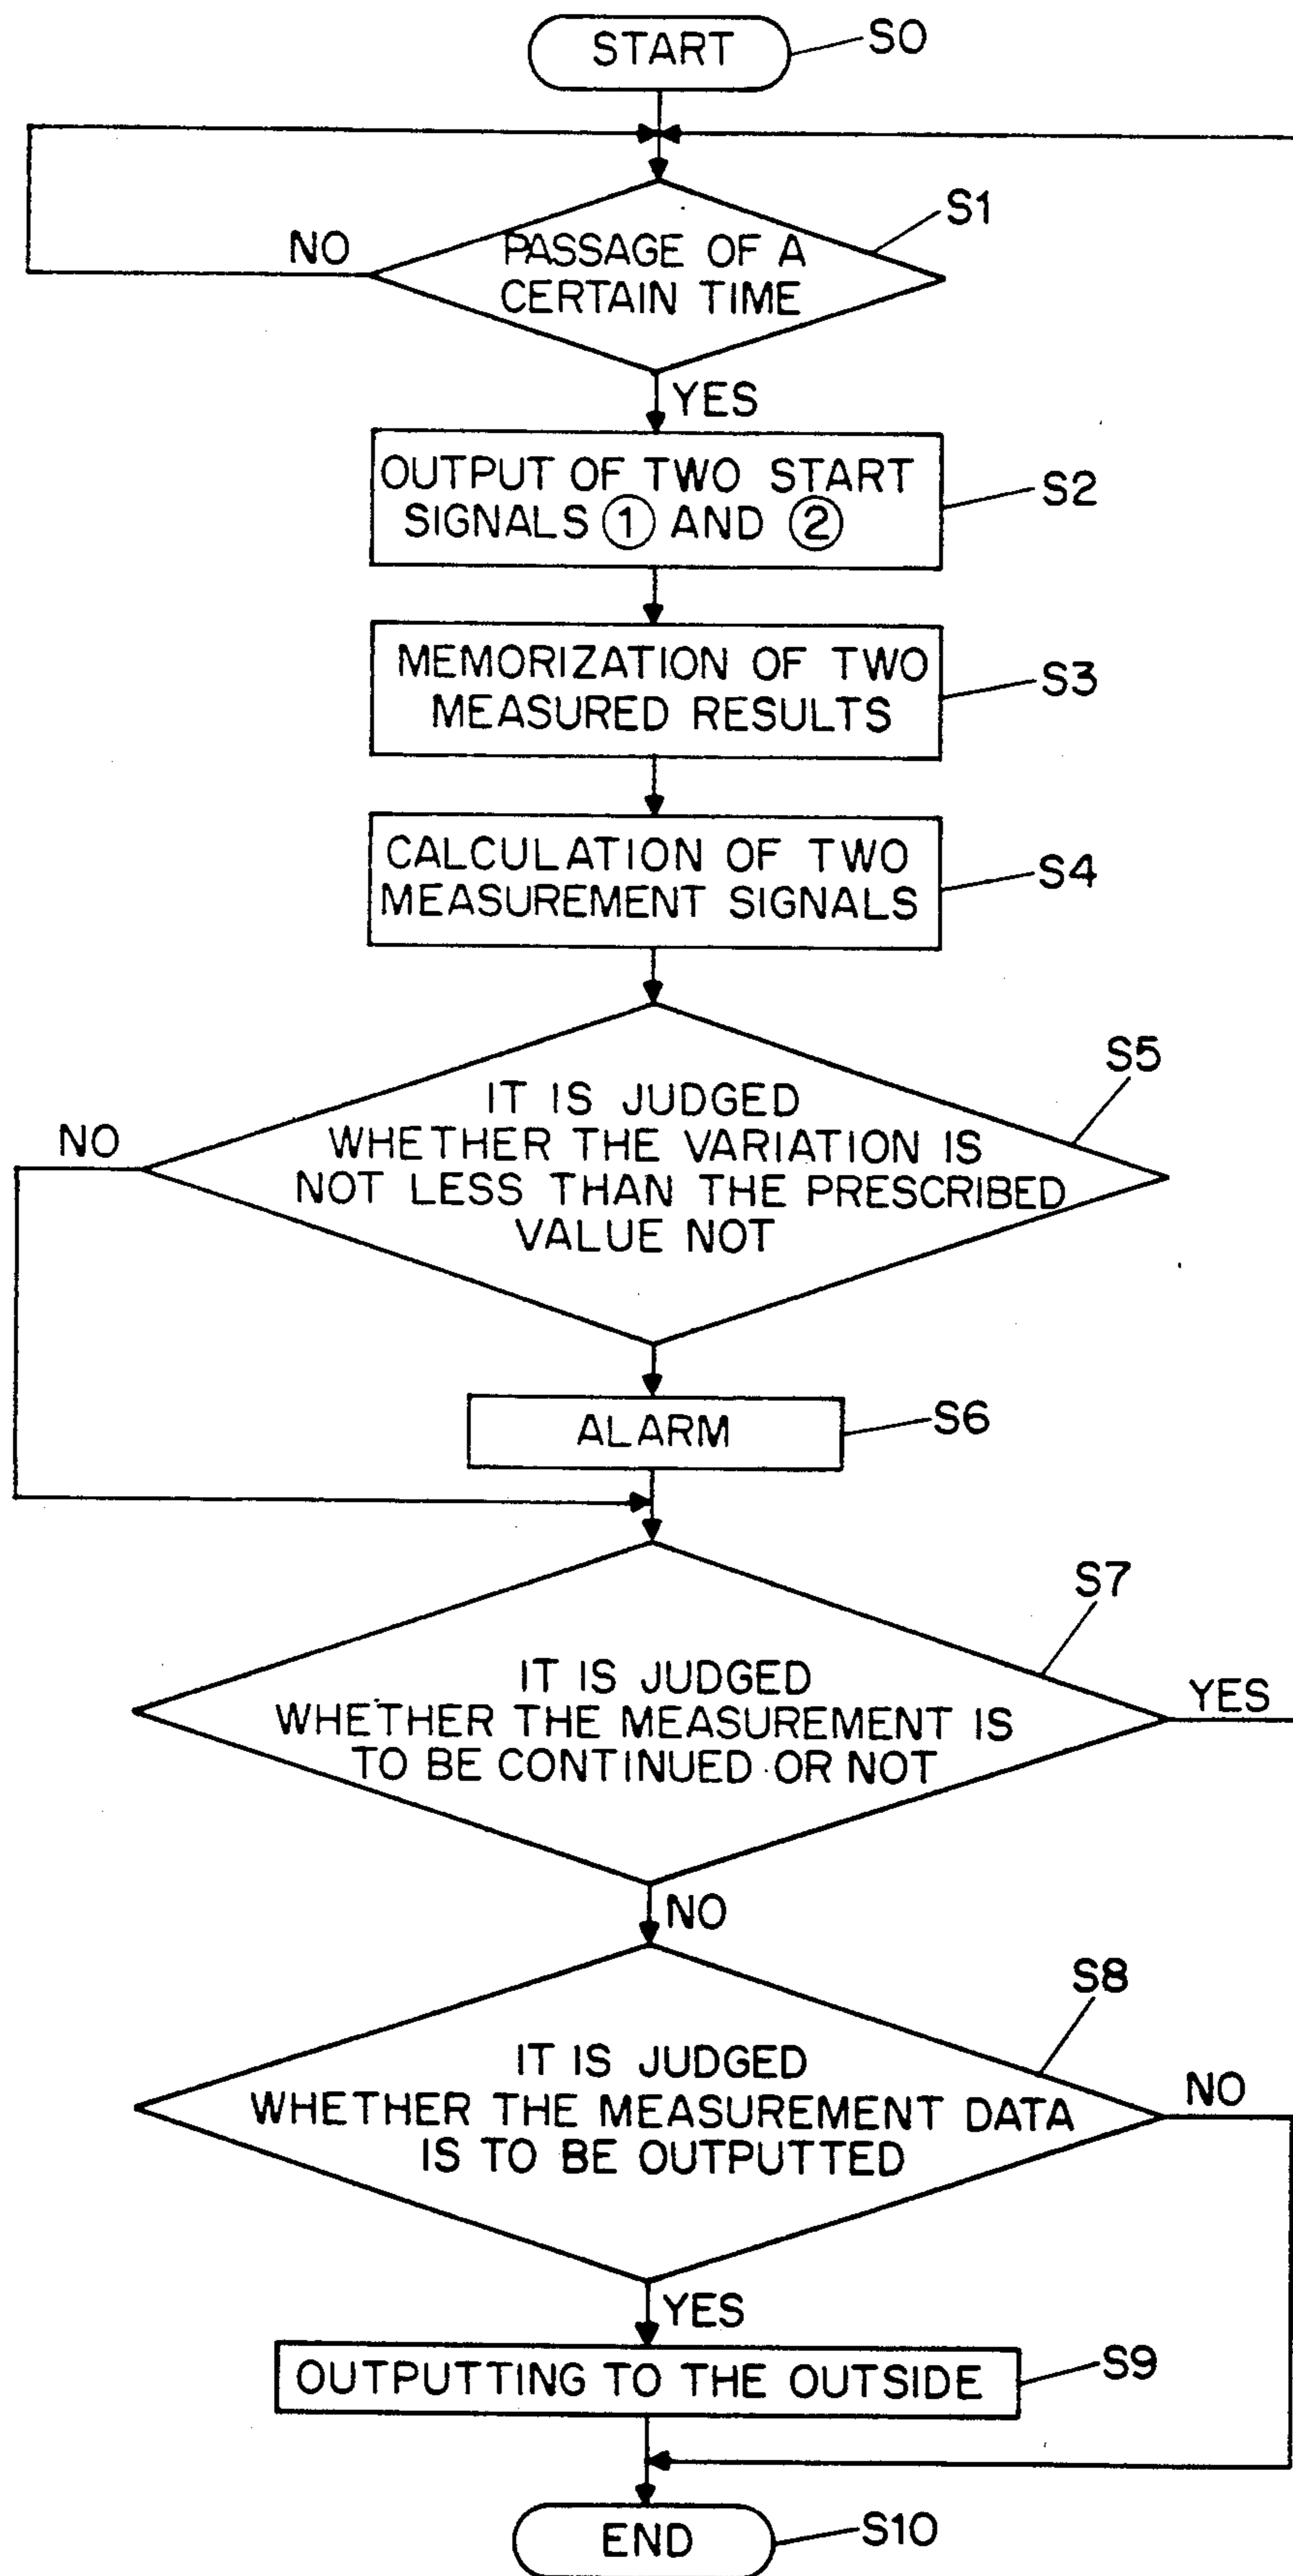 START
S0
S1
NO
PASSAGE OF A
CERTAIN TIME
YES
OUTPUT OF TWO START
SIGNALS ① AND ②
S2
MEMORIZATION OF TWO
MEASURED RESULTS
S3
CALCULATION OF TWO
MEASUREMENT SIGNALS
S4
S5
NO
IT IS JUDGED
WHETHER THE VARIATION IS
NOT LESS THAN THE PRESCRIBED
VALUE NOT
ALARM
S6
S7
IT IS JUDGED
WHETHER THE MEASUREMENT IS
TO BE CONTINUED OR NOT
YES
NO
S8
IT IS JUDGED
WHETHER THE MEASUREMENT DATA
IS TO BE OUTPUTTED
NO
YES
OUTPUTTING TO THE OUTSIDE
S9
END
S10